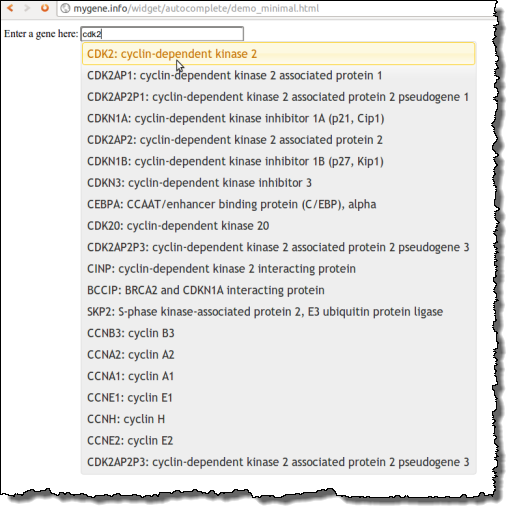 mygene.info/widget/autocomplete/demo_minimal.html
Enter a gene here: cdk2
CDK2: cyclin-dependent kinase 2
CDK2AP1: cyclin-dependent kinase 2 associated protein 1
CDK2AP2P1: cyclin-dependent kinase 2 associated protein 2 pseudogene 1
CDKN1A: cyclin-dependent kinase inhibitor 1A (p21, Cip1)
CDK2AP2: cyclin-dependent kinase 2 associated protein 2
CDKN1B: cyclin-dependent kinase inhibitor 1B (p27, Kip1)
CDKN3: cyclin-dependent kinase inhibitor 3
CEBPA: CCAAT/enhancer binding protein (C/EBP), alpha
CDK20: cyclin-dependent kinase 20
CDK2AP2P3: cyclin-dependent kinase 2 associated protein 2 pseudogene 3
CINP: cyclin-dependent kinase 2 interacting protein
BCCIP: BRCA2 and CDKN1A interacting protein
SKP2: S-phase kinase-associated protein 2, E3 ubiquitin protein ligase
CCNB3: cyclin B3
CCNA2: cyclin A2
CCNA1: cyclin A1
CCNE1: cyclin E1
CCNH: cyclin H
CCNE2: cyclin E2
CDK2AP2P3: cyclin-dependent kinase 2 associated protein 2 pseudogene 3